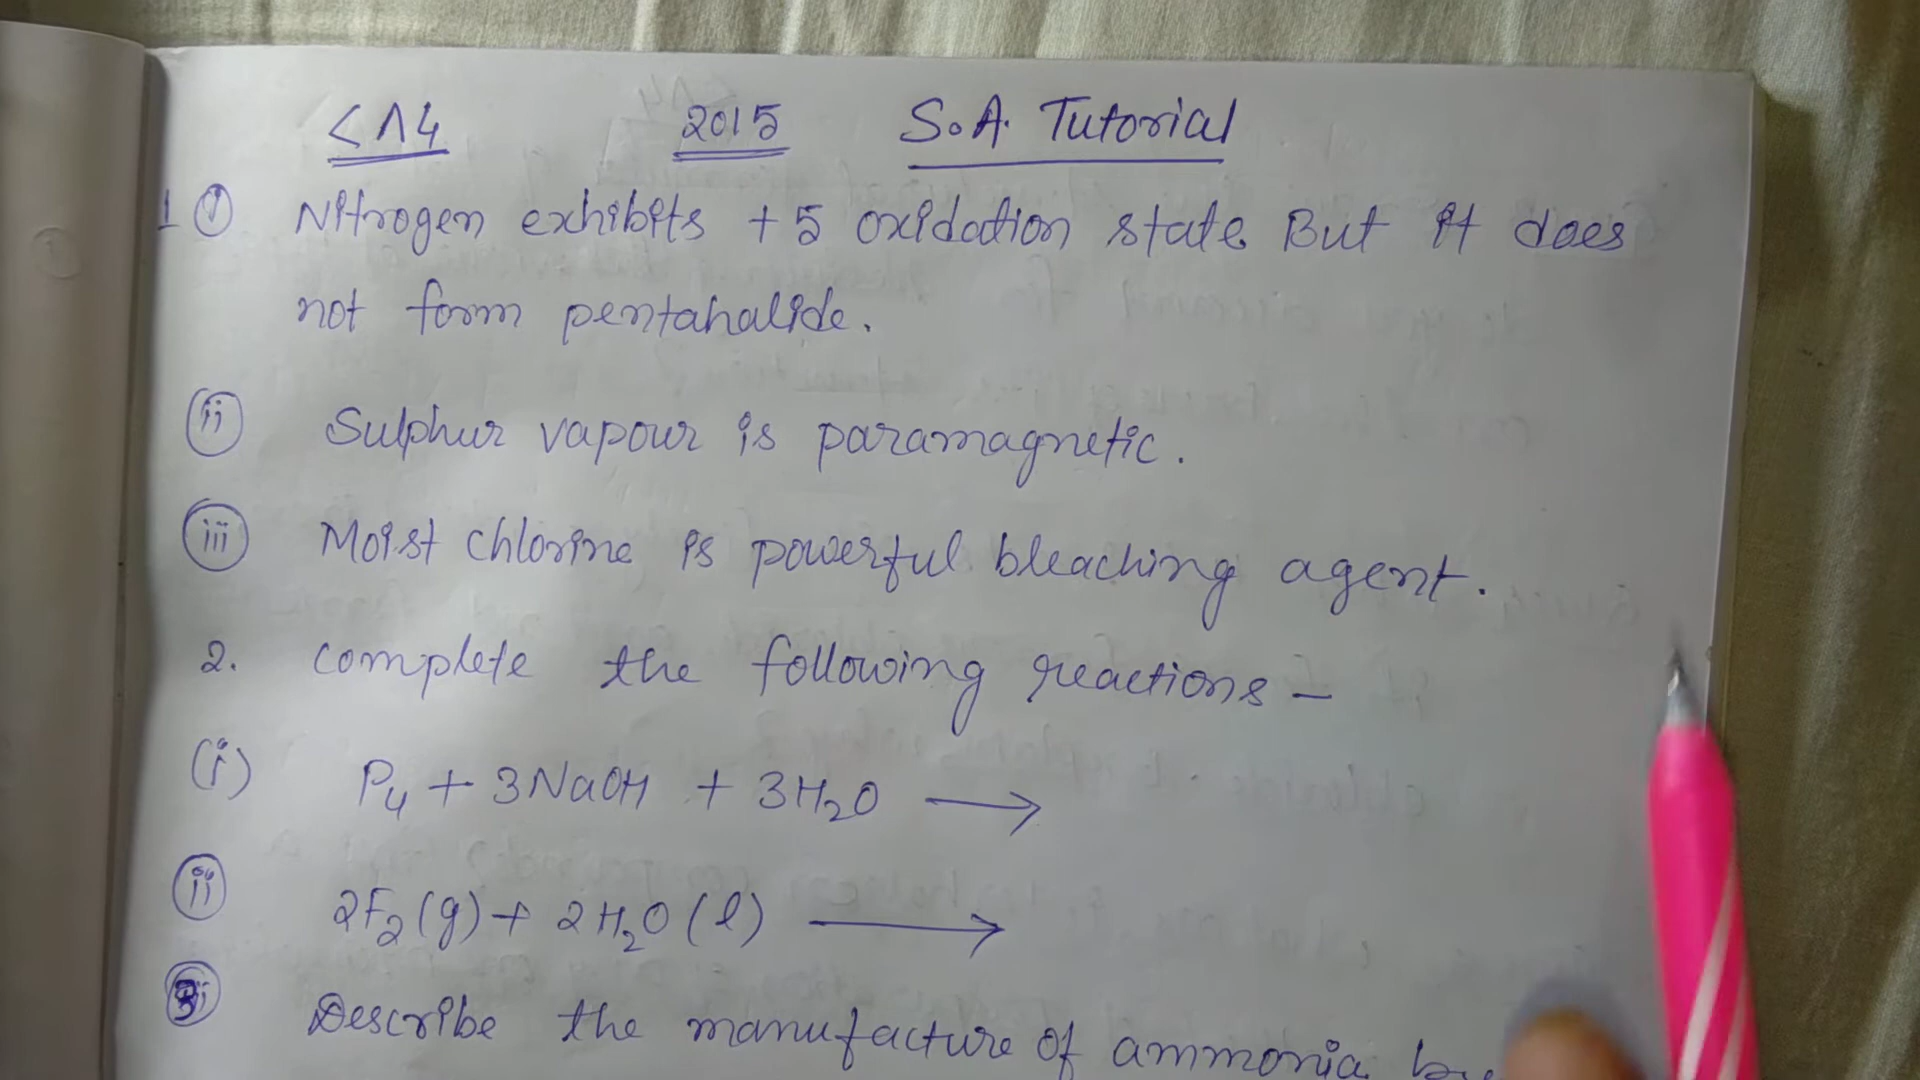 <Λ4 2015 S.A. Tutorial
1 (i) Nitrogen exhibits +5 oxidation state But it does
not form pentahalide.
(ii) Sulphur vapour is paramagnetic.
(iii) Moist chlorine is powerful bleaching agent.
2. complete the following reactions –
(i) P₄ + 3NaOH + 3H₂O ⟶
(ii) 2F₂(g) + 2H₂O(l) ⟶
3 Describe the manufacture of ammonia